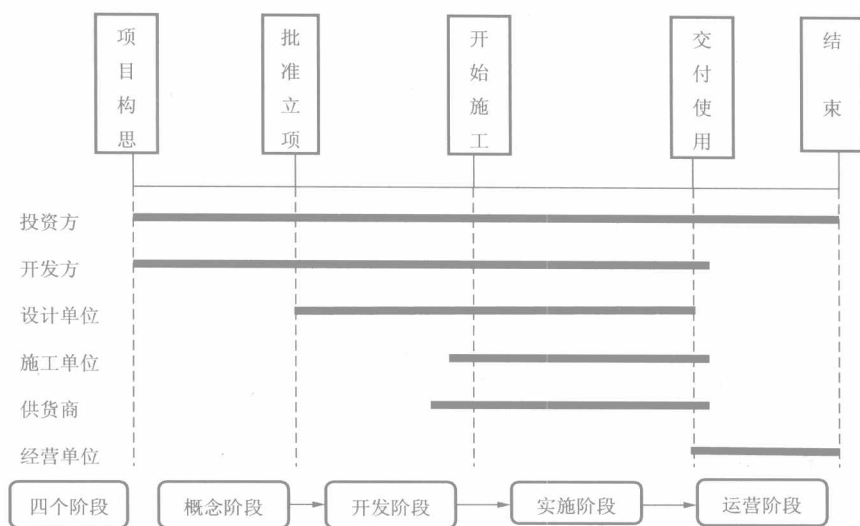 项目构思
批准立项
开始施工
交付使用
结束
投资方
开发方
设计单位
施工单位
供货商
经营单位
四个阶段
概念阶段
开发阶段
实施阶段
运营阶段